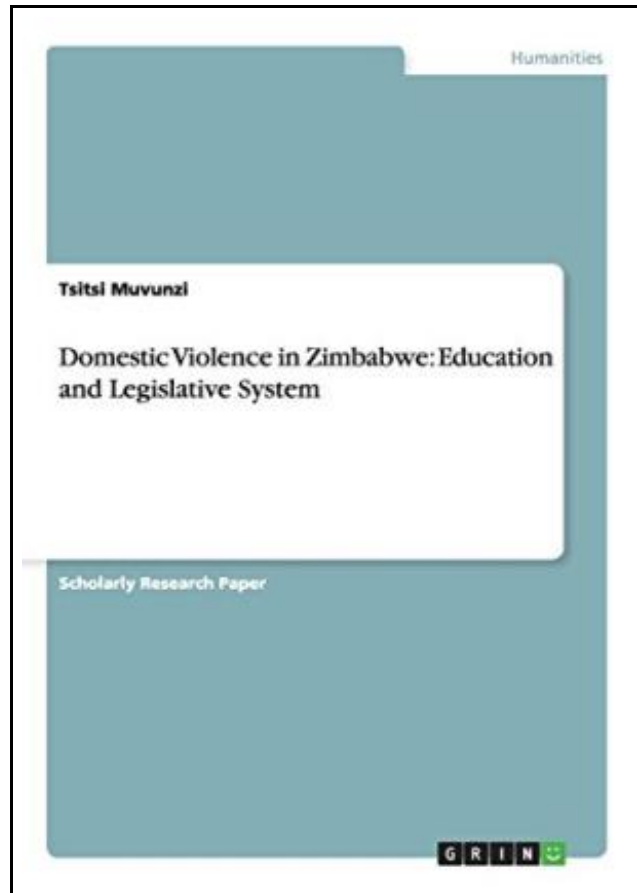 Humanities
Tsitsi Muvunzi
Domestic Violence in Zimbabwe: Education
and Legislative System
Scholarly Research Paper
GRIN